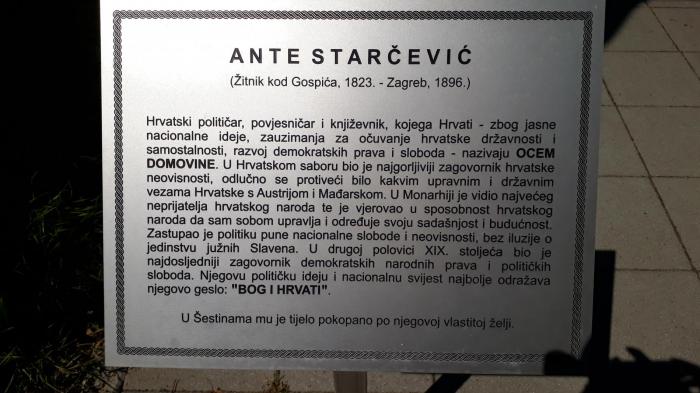 ANTE STARČEVIĆ
(Žitnik kod Gospića, 1823. - Zagreb, 1896.)
Hrvatski političar, povjesničar i književnik, kojega Hrvati - zbog jasne
nacionalne ideje, zauzimanja za očuvanje hrvatske državnosti i
samostalnosti, razvoj demokratskih prava i sloboda - nazivaju OCEM
DOMOVINE. U Hrvatskom saboru bio je najgorljiviji zagovornik hrvatske
neovisnosti, odlučno se protiveći bilo kakvim upravnim i državnim
vezama Hrvatske s Austrijom i Mađarskom. U Monarhiji je vidio najvećeg
neprijatelja hrvatskog naroda te je vjerovao u sposobnost hrvatskog
naroda da sam sobom upravlja i određuje svoju sadašnjost i budućnost.
Zastupao je politiku pune nacionalne slobode i neovisnosti, bez iluzije o
jedinstvu južnih Slavena. U drugoj polovici XIX. stoljeća bio je
najdosljedniji zagovornik demokratskih narodnih prava i političkih
sloboda. Njegovu političku ideju i nacionalnu svijest najbolje odražava
njegovo geslo: "BOG I HRVATI".
U Šestinama mu je tijelo pokopano po njegovoj vlastitoj želji.